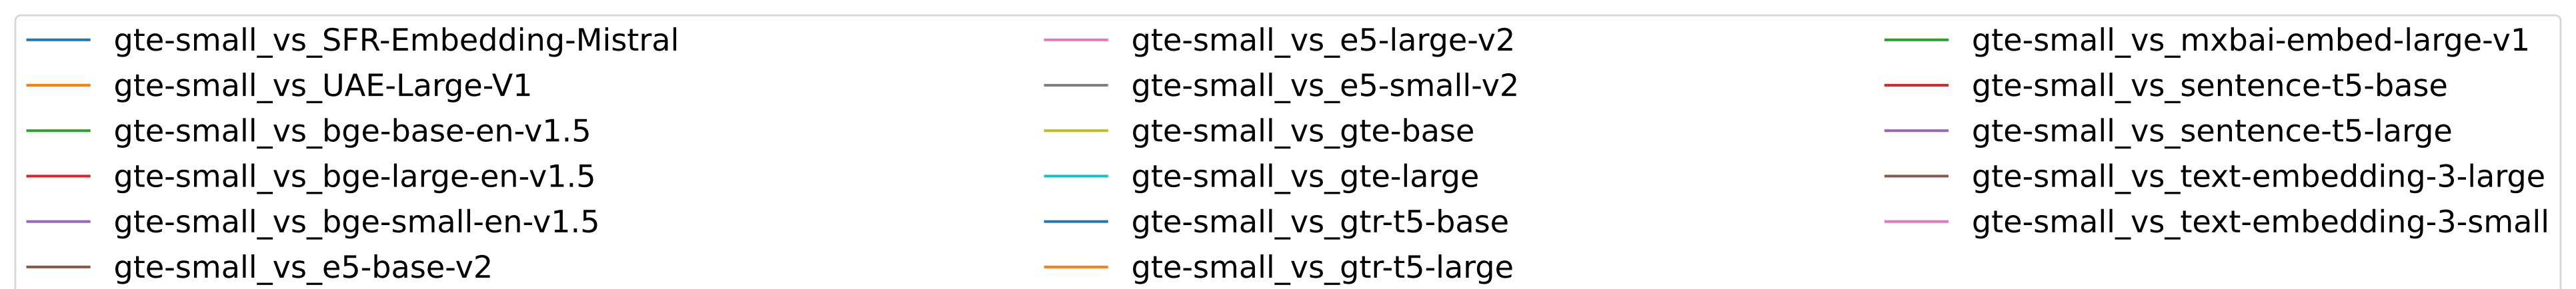 gte-small_vs_SFR-Embedding-Mistral
gte-small_vs_UAE-Large-V1
gte-small_vs_bge-base-en-v1.5
gte-small_vs_bge-large-en-v1.5
gte-small_vs_bge-small-en-v1.5
gte-small_vs_e5-base-v2
gte-small_vs_e5-large-v2
gte-small_vs_e5-small-v2
gte-small_vs_gte-base
gte-small_vs_gte-large
gte-small_vs_gtr-t5-base
gte-small_vs_gtr-t5-large
gte-small_vs_mxbai-embed-large-v1
gte-small_vs_sentence-t5-base
gte-small_vs_sentence-t5-large
gte-small_vs_text-embedding-3-large
gte-small_vs_text-embedding-3-small